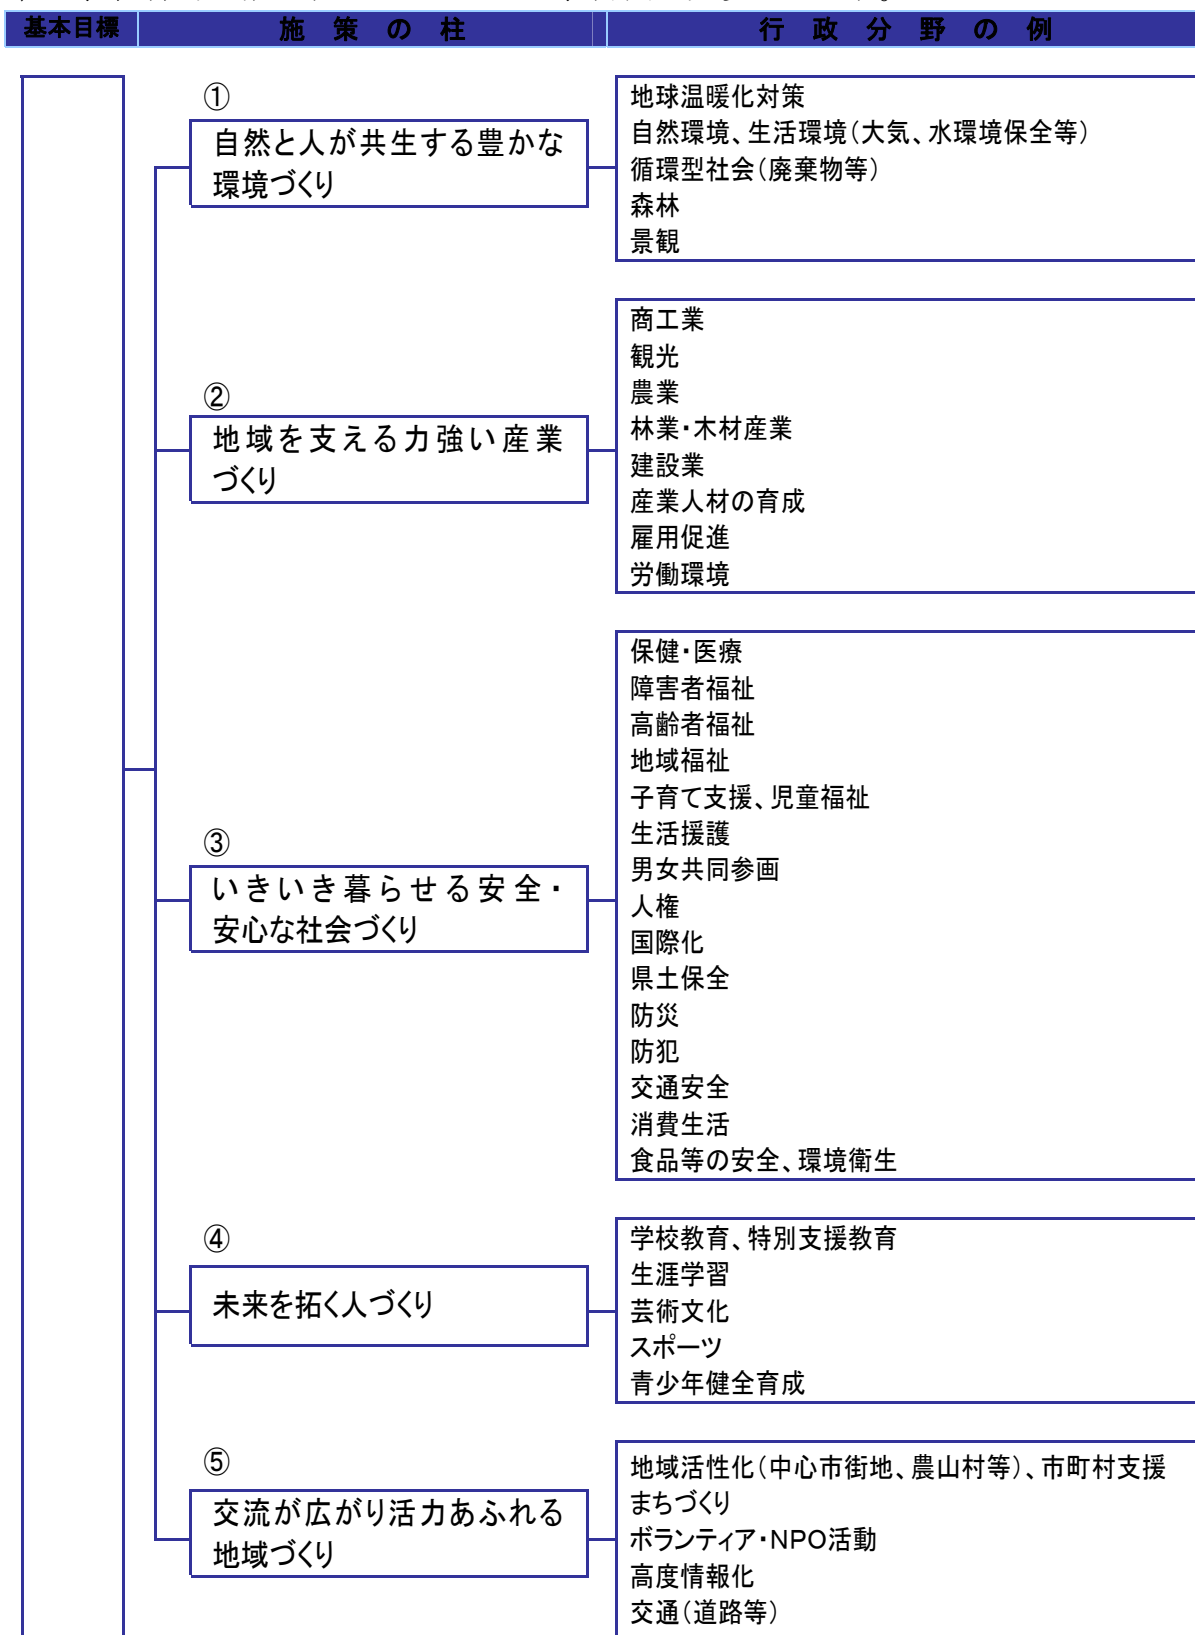 基本目標 施策の柱 行政分野の例
①
自然と人が共生する豊かな
環境づくり
地球温暖化対策
自然環境、生活環境（大気、水環境保全等）
循環型社会（廃棄物等）
森林
景観
②
地域を支える力強い産業
づくり
商工業
観光
農業
林業・木材産業
建設業
産業人材の育成
雇用促進
労働環境
③
いきいき暮らせる安全・
安心な社会づくり
保健・医療
障害者福祉
高齢者福祉
地域福祉
子育て支援、児童福祉
生活援護
男女共同参画
人権
国際化
県土保全
防災
防犯
交通安全
消費生活
食品等の安全、環境衛生
④
未来を拓く人づくり
学校教育、特別支援教育
生涯学習
芸術文化
スポーツ
青少年健全育成
⑤
交流が広がり活力あふれる
地域づくり
地域活性化（中心市街地、農山村等）、市町村支援
まちづくり
ボランティア・NPO活動
高度情報化
交通（道路等）